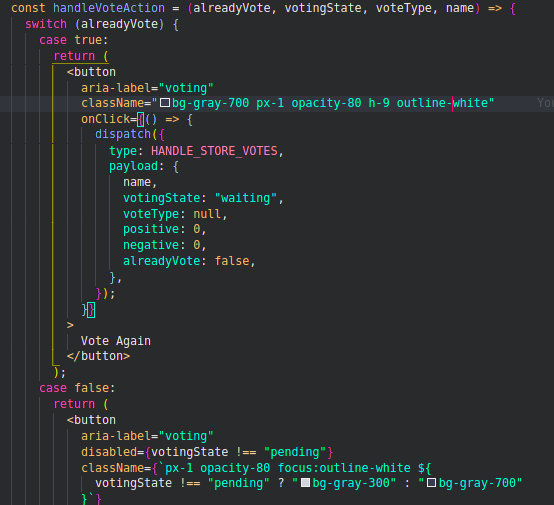 const handleVoteAction = (alreadyVote, votingState, voteType, name) => {
switch (alreadyVote) {
case true:
return (
<button
aria-label="voting"
className="bg-gray-700 px-1 opacity-80 h-9 outline-white"
onClick={() => {
dispatch({
type: HANDLE_STORE_VOTES,
payload: {
name,
votingState: "waiting",
voteType: null,
positive: 0,
negative: 0,
alreadyVote: false,
},
});
}}
>
Vote Again
</button>
);
case false:
return (
<button
aria-label="voting"
disabled={votingState !== "pending"}
className={`px-1 opacity-80 focus:outline-white ${
votingState !== "pending" ? "bg-gray-300" : "bg-gray-700"
}`}